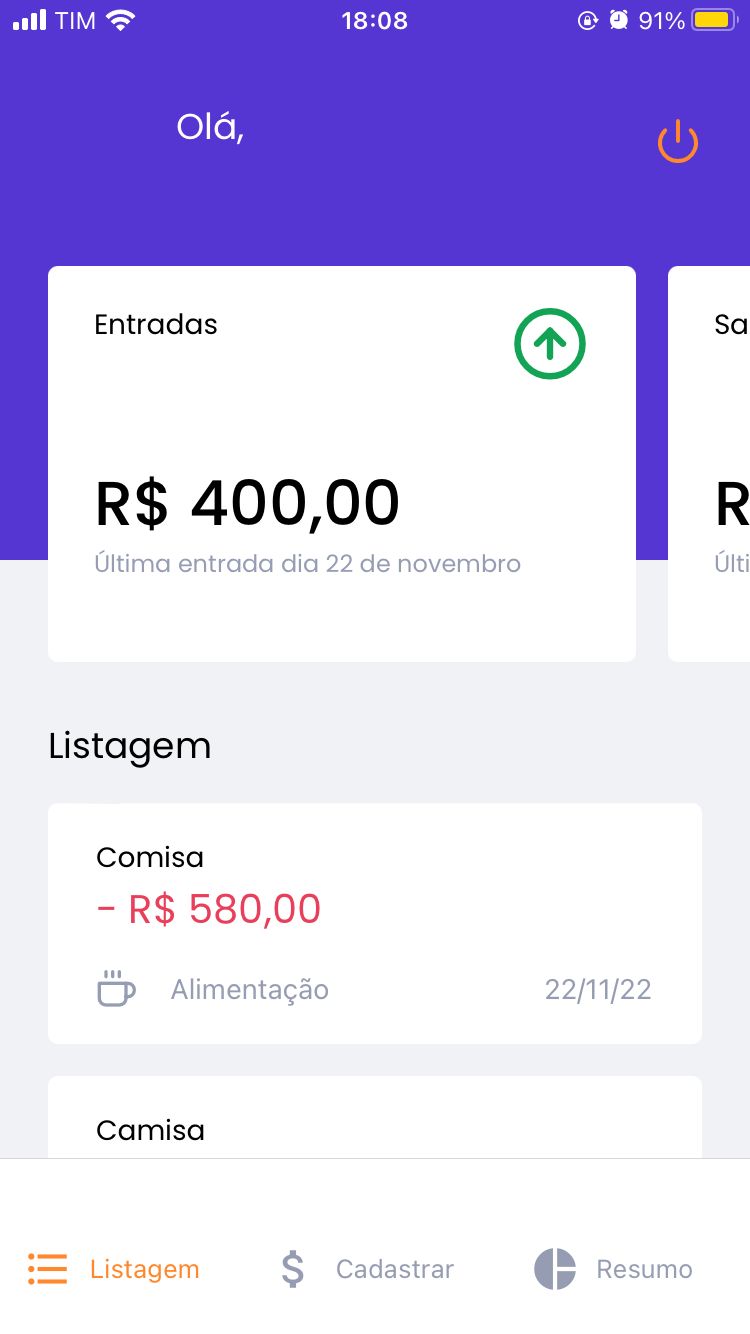 TIM 18:08 91%
Olá,
Entradas
Sa
R$ 400,00
R
Última entrada dia 22 de novembro
Últi
Listagem
Comisa
- R$ 580,00
Alimentação 22/11/22
Camisa
Listagem Cadastrar Resumo